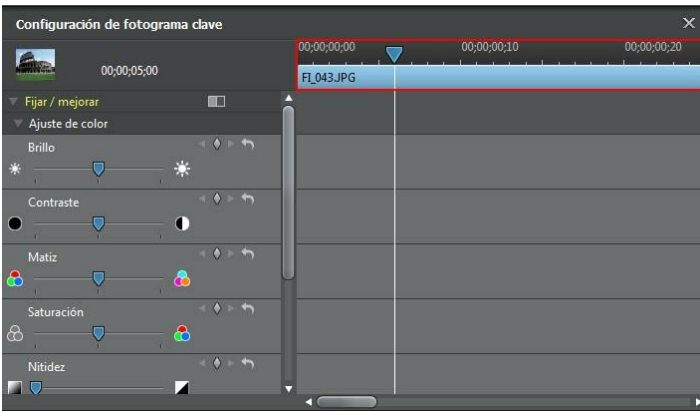 Configuración de fotograma clave
00;00;00;00 00;00;00;10 00;00;00;20
00;00;05;00
FI_043.JPG
Fijar / mejorar
Ajuste de color
Brillo
Contraste
Matiz
Saturación
Nitidez